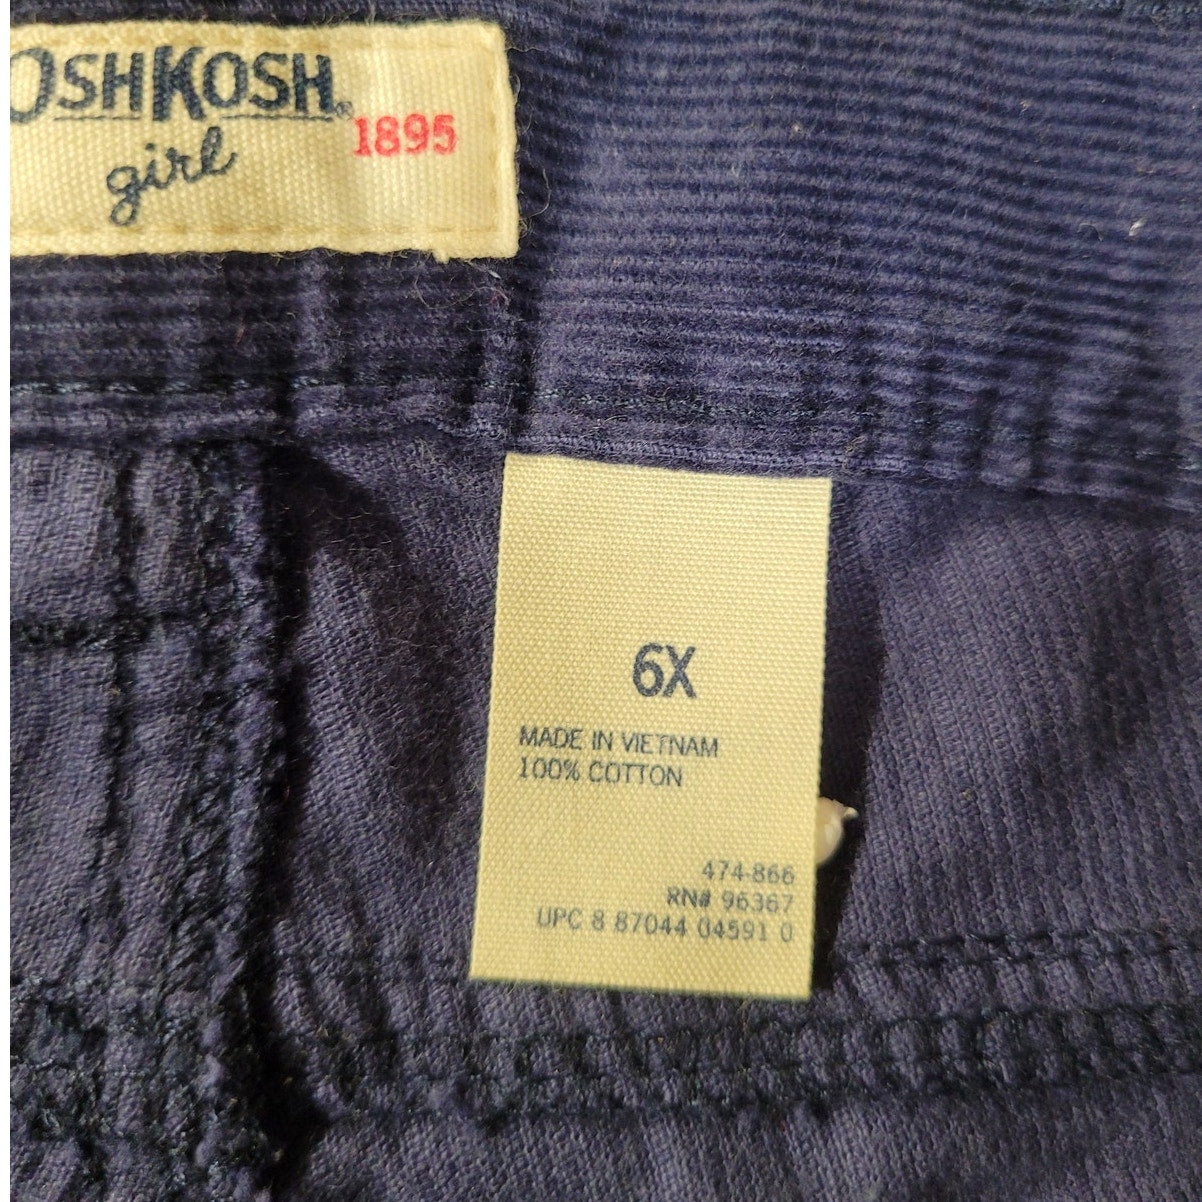 OSHKOSH®
girl 1895
6X
MADE IN VIETNAM
100% COTTON
474-866
RN# 96367
UPC 8 87044 04591 0